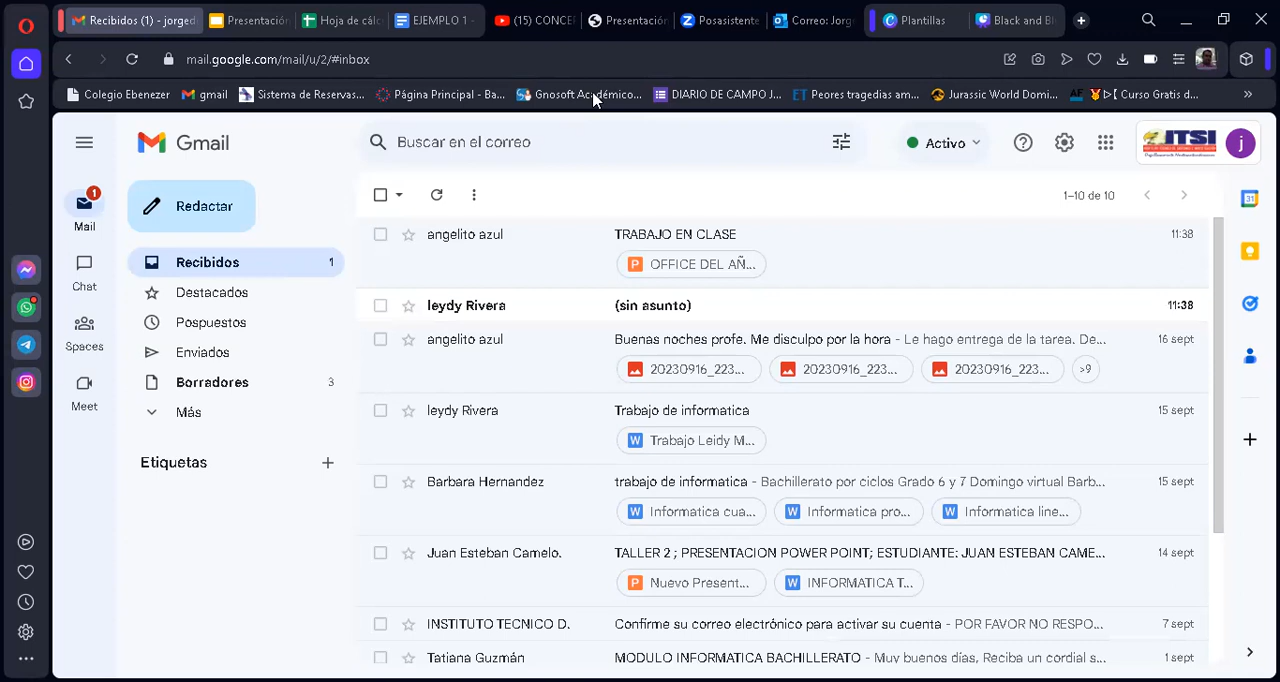 Recibidos (1) - jorged
Presentación
Hoja de cálc
EJEMPLO 1 -
(15) CONCE
Presentació
Posasistente
Correo: Jorg
Plantillas
Black and Bl
mail.google.com/mail/u/2/#inbox
Colegio Ebenezer
gmail
Sistema de Reservas...
Página Principal - Ba...
Gnosoft Académico...
DIARIO DE CAMPO J...
Peores tragedias am...
Jurassic World Domi...
Curso Gratis d...
Gmail
Buscar en el correo
Activo
ITSI
j
Redactar
1–10 de 10
1
Mail
Chat
Spaces
Meet
Recibidos 1
Destacados
Pospuestos
Enviados
Borradores 3
Más
Etiquetas
angelito azul TRABAJO EN CLASE 11:38
OFFICE DEL AÑ...
leydy Rivera (sin asunto) 11:38
angelito azul Buenas noches profe. Me disculpo por la hora - Le hago entrega de la tarea. De... 16 sept
20230916_223... 20230916_223... 20230916_223... >9
leydy Rivera Trabajo de informatica 15 sept
Trabajo Leidy M...
Barbara Hernandez trabajo de informatica - Bachillerato por ciclos Grado 6 y 7 Domingo virtual Barb... 15 sept
Informatica cua... Informatica pro... Informatica line...
Juan Esteban Camelo. TALLER 2 ; PRESENTACION POWER POINT; ESTUDIANTE: JUAN ESTEBAN CAME... 14 sept
Nuevo Present... INFORMATICA T...
INSTITUTO TECNICO D. Confirme su correo electrónico para activar su cuenta - POR FAVOR NO RESPO... 7 sept
Tatiana Guzmán MODULO INFORMATICA BACHILLERATO - Muy buenos días, Reciba un cordial s... 1 sept